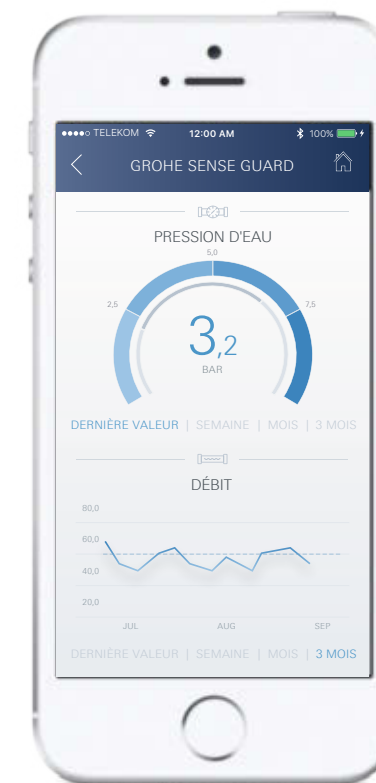 TELEKOM 12:00 AM 100%
GROHE SENSE GUARD
PRESSION D'EAU
5,0
2,5 7,5
3,2
BAR
DERNIÈRE VALEUR | SEMAINE | MOIS | 3 MOIS
DÉBIT
80,0
60,0
40,0
20,0
JUL AUG SEP
DERNIÈRE VALEUR | SEMAINE | MOIS | 3 MOIS